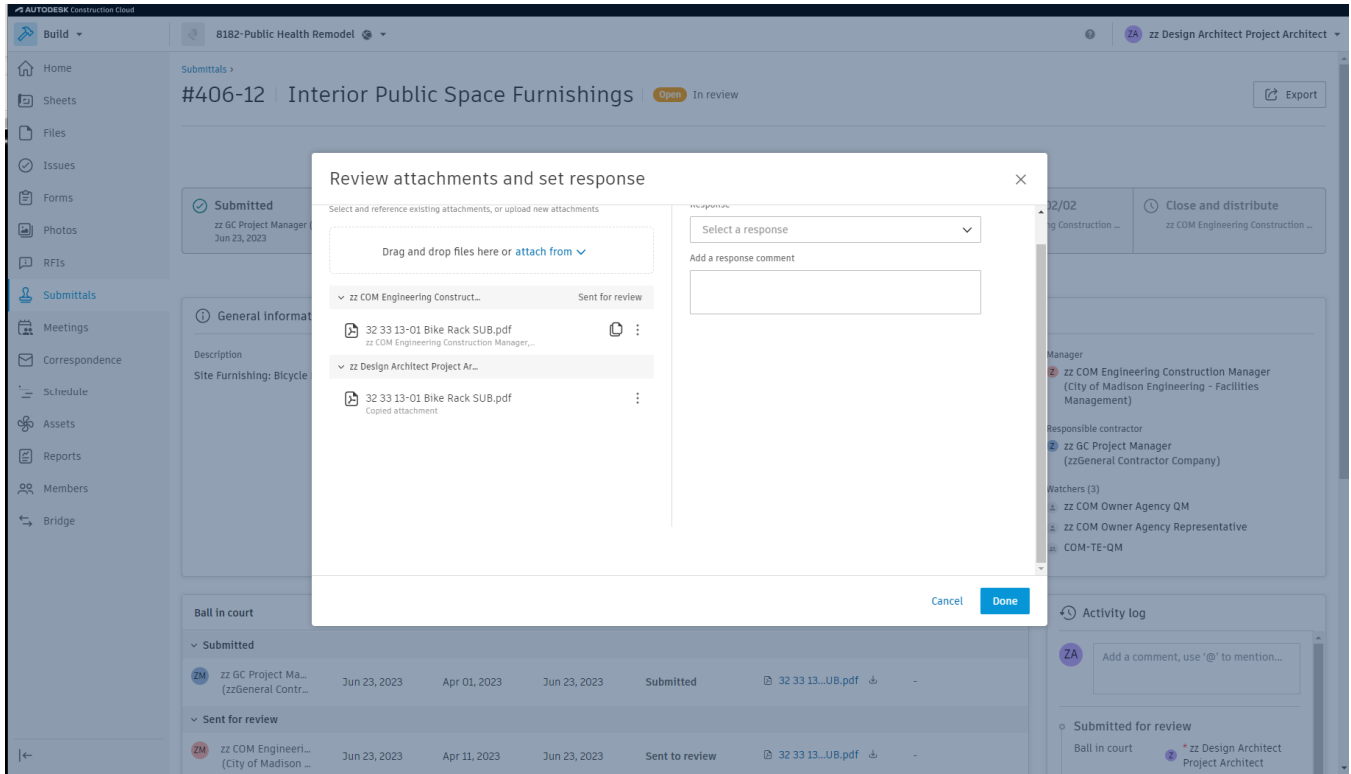 AUTODESK Construction Cloud
Build
8182-Public Health Remodel
ZA zz Design Architect Project Architect
Home
Sheets
Files
Issues
Forms
Photos
RFIs
Submittals
Meetings
Correspondence
Schedule
Assets
Reports
Members
Bridge
Submittals ›
#406-12 Interior Public Space Furnishings Open In review
Export
Submitted
zz GC Project Manager (
Jun 23, 2023
02/02
ng Construction ...
Close and distribute
zz COM Engineering Construction ...
Review attachments and set response
Select and reference existing attachments, or upload new attachments
Drag and drop files here or attach from
zz COM Engineering Construct... Sent for review
32 33 13-01 Bike Rack SUB.pdf
zz COM Engineering Construction Manager,...
zz Design Architect Project Ar...
32 33 13-01 Bike Rack SUB.pdf
Copied attachment
Response
Select a response
Add a response comment
Cancel Done
General informat
Description
Site Furnishing: Bicycle
Manager
Z zz COM Engineering Construction Manager
(City of Madison Engineering - Facilities
Management)
Responsible contractor
Z zz GC Project Manager
(zzGeneral Contractor Company)
Watchers (3)
zz COM Owner Agency QM
zz COM Owner Agency Representative
COM-TE-QM
Ball in court
Submitted
ZM zz GC Project Ma... Jun 23, 2023 Apr 01, 2023 Jun 23, 2023 Submitted 32 33 13...UB.pdf -
(zzGeneral Contr...
Sent for review
ZM zz COM Engineeri... Jun 23, 2023 Apr 11, 2023 Jun 23, 2023 Sent to review 32 33 13...UB.pdf -
(City of Madison ...
Activity log
ZA Add a comment, use '@' to mention...
Submitted for review
Ball in court Z * zz Design Architect
Project Architect